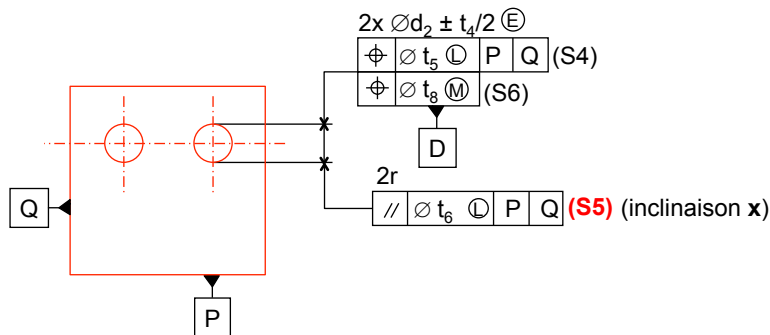 2x ⌀d₂ ± t₄/2 Ⓔ
⌖ ⌀ t₅ Ⓛ P Q (S4)
⌖ ⌀ t₈ Ⓜ (S6)
D
2r
// ⌀ t₆ Ⓛ P Q (S5) (inclinaison x)
Q
P